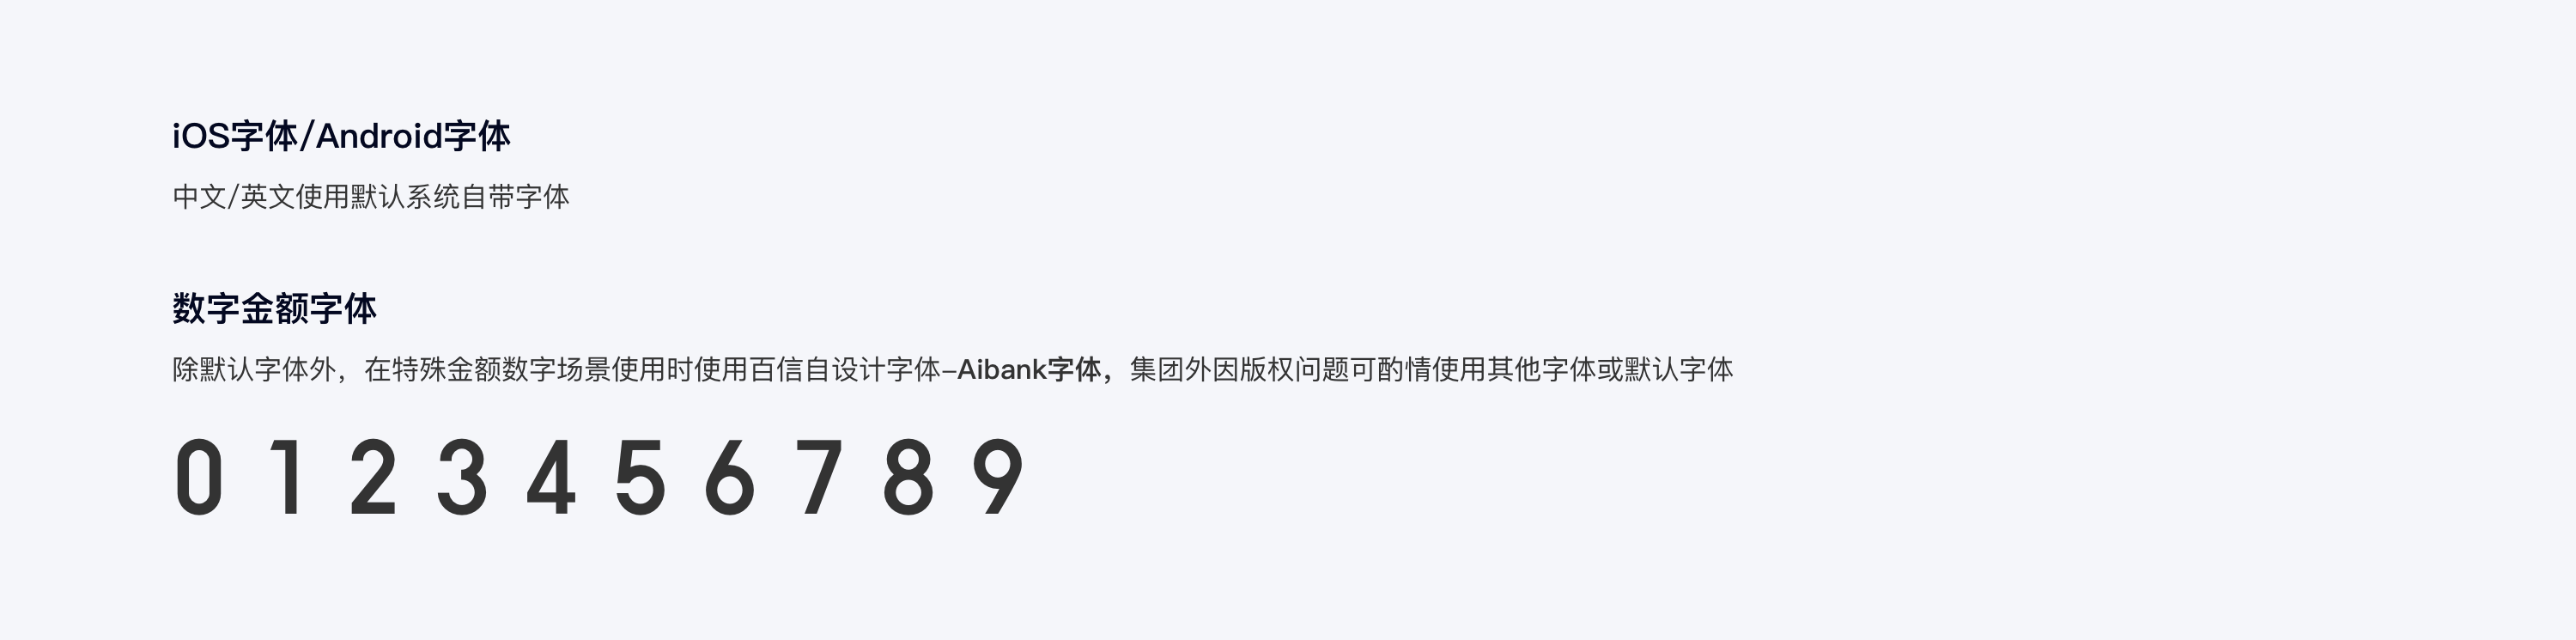 iOS字体/Android字体
中文/英文使用默认系统自带字体
数字金额字体
除默认字体外，在特殊金额数字场景使用时使用百信自设计字体–Aibank字体，集团外因版权问题可酌情使用其他字体或默认字体
0 1 2 3 4 5 6 7 8 9